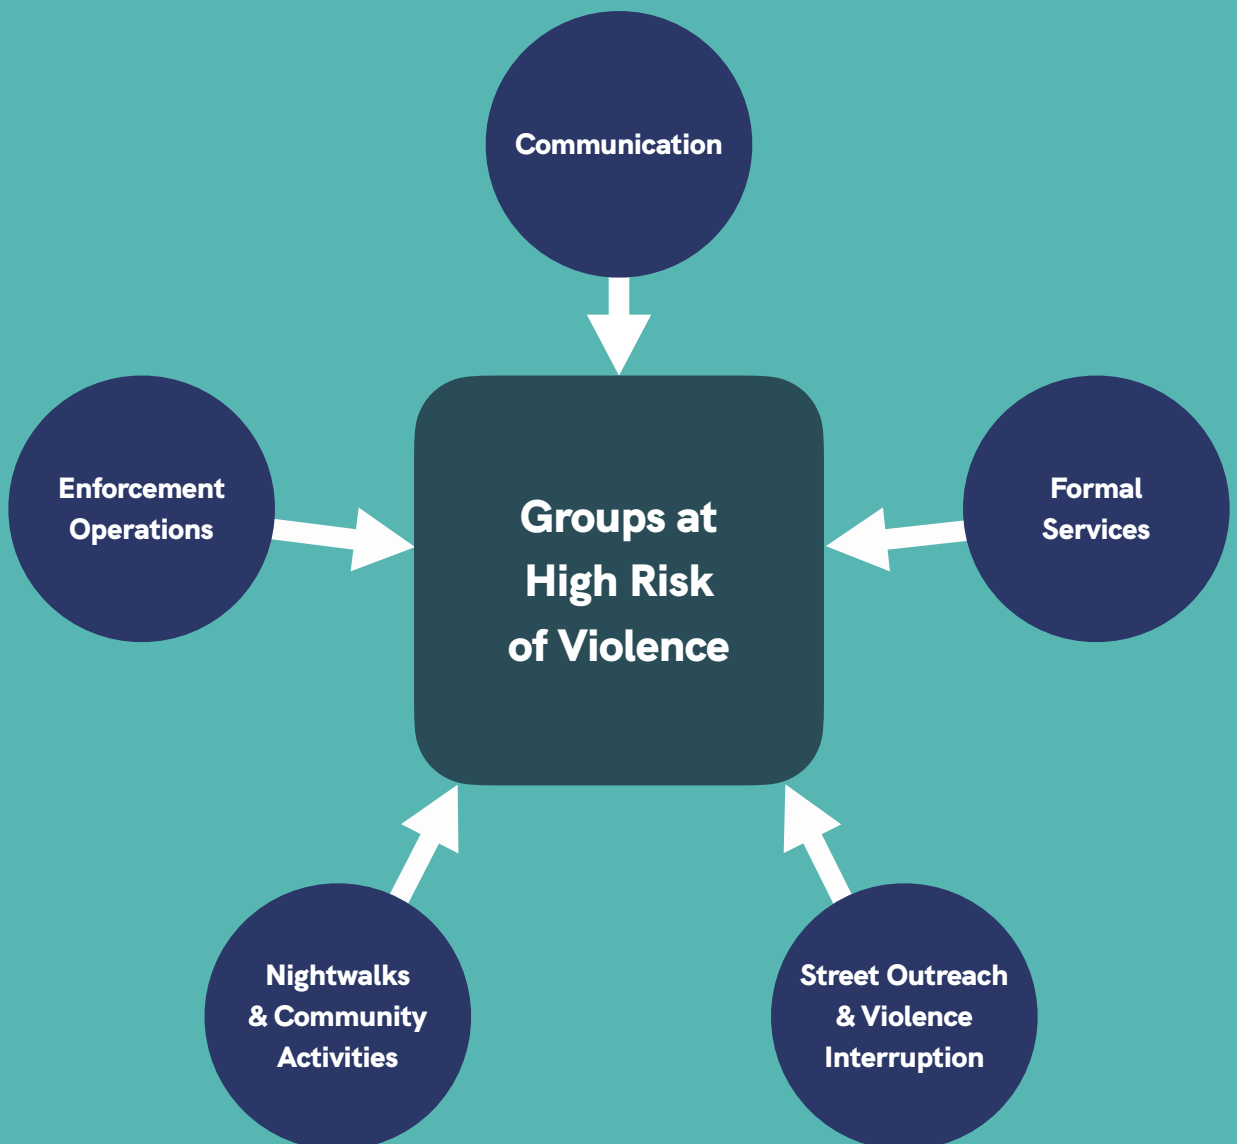 Communication
Enforcement
Operations
Formal
Services
Groups at
High Risk
of Violence
Nightwalks
& Community
Activities
Street Outreach
& Violence
Interruption